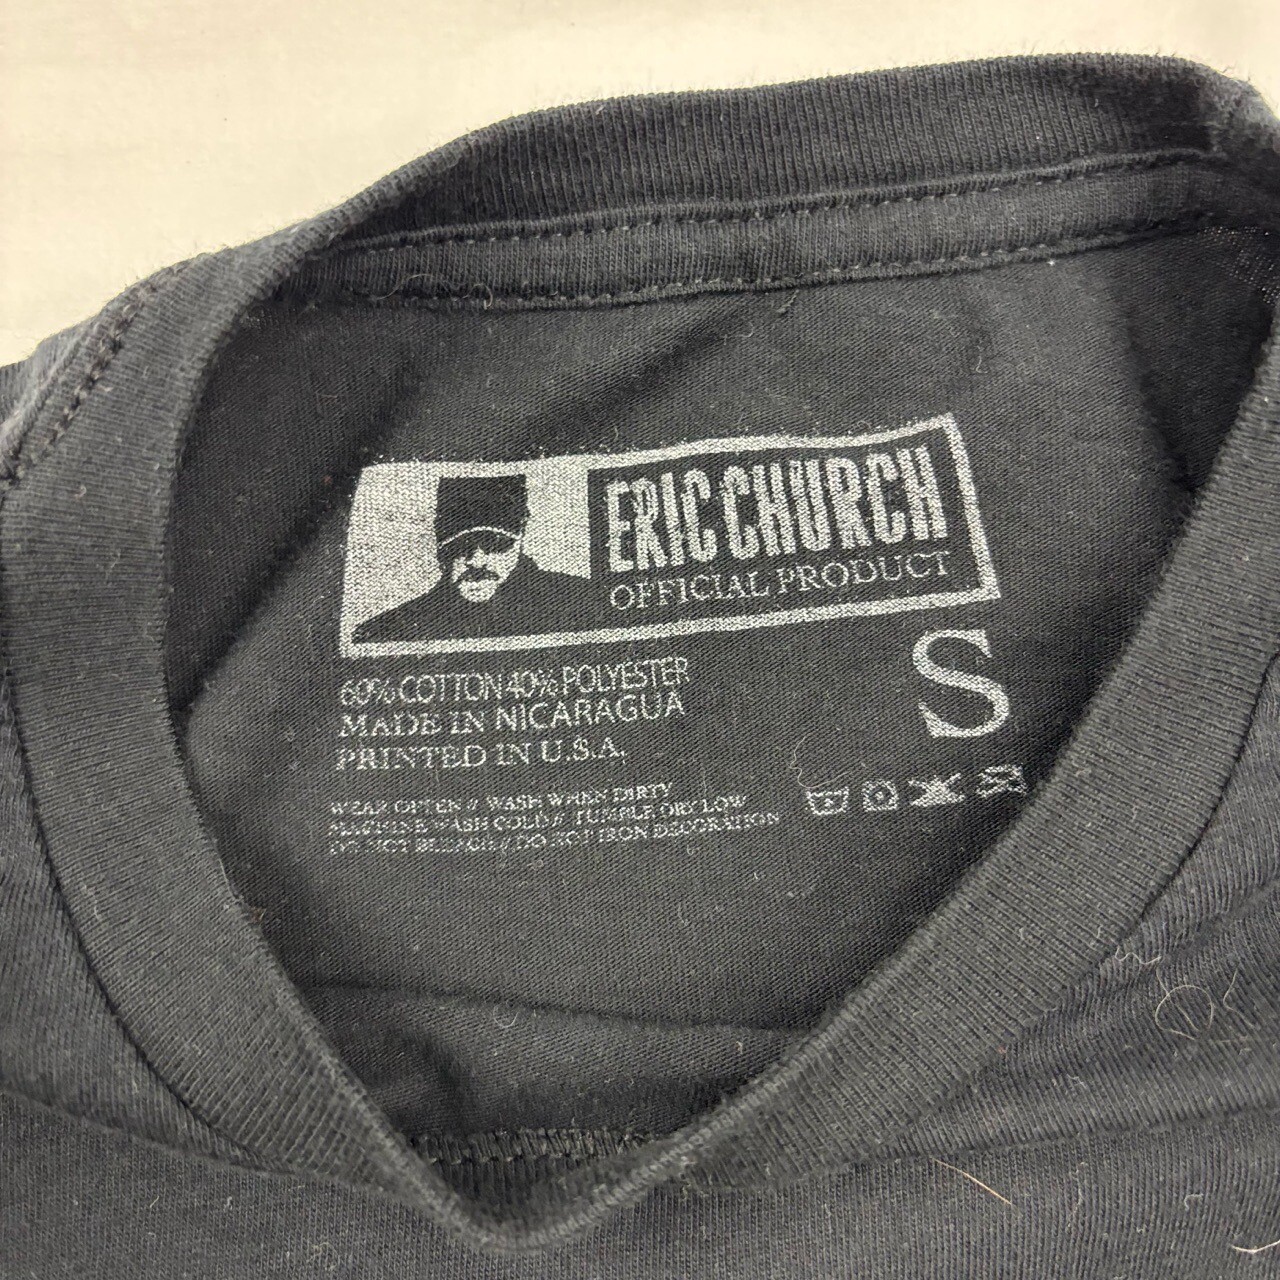 ERIC CHURCH
OFFICIAL PRODUCT
S
60% COTTON 40% POLYESTER
MADE IN NICARAGUA
PRINTED IN U.S.A.
WEAR OFTEN // WASH WHEN DIRTY
MACHINE WASH COLD // TUMBLE DRY LOW
DO NOT BLEACH // DO NOT IRON DECORATION